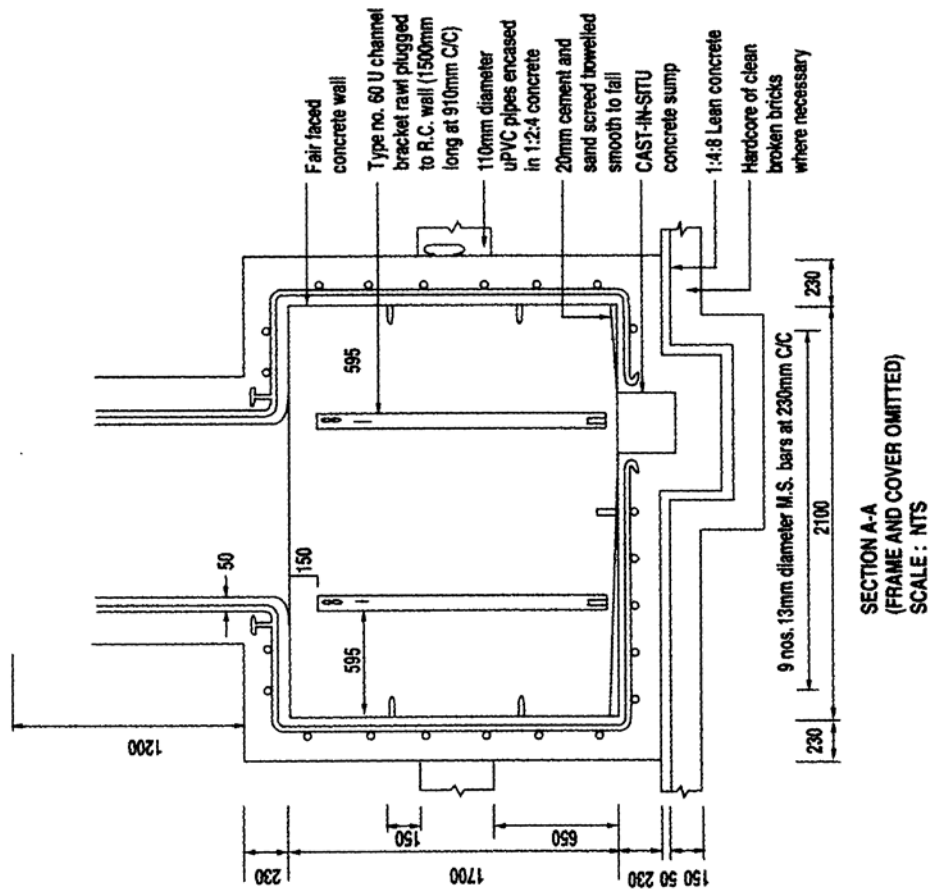 Fair faced
concrete wall
Type no. 60 U channel
bracket rawl plugged
to R.C. wall (1500mm
long at 910mm C/C)
110mm diameter
uPVC pipes encased
in 1:2:4 concrete
20mm cement and
sand screed trowelled
smooth to fall
CAST-IN-SITU
concrete sump
1:4:8 Lean concrete
Hardcore of clean
broken bricks
where necessary
1200
50
150
595
595
230
150
1700
650
230
50
150
9 nos. 13mm diameter M.S. bars at 230mm C/C
230
2100
230
SECTION A-A
(FRAME AND COVER OMITTED)
SCALE : NTS